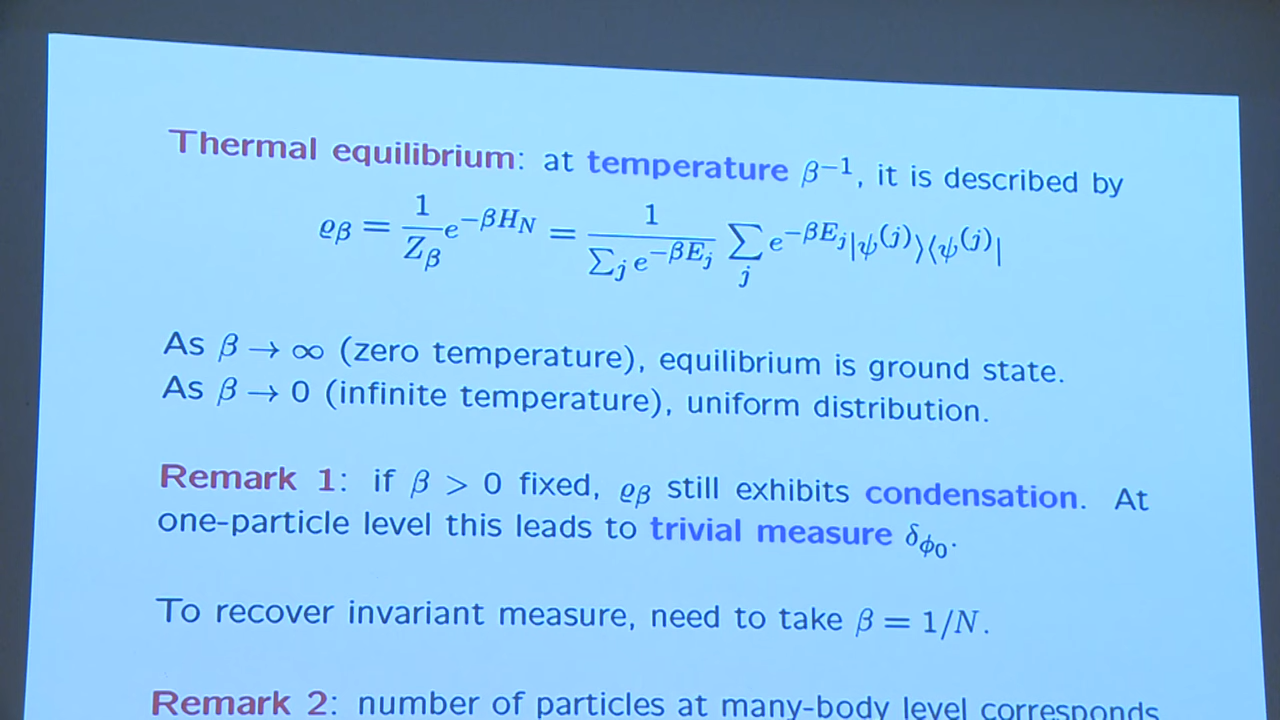 Thermal equilibrium: at temperature β⁻¹, it is described by
ϱ_β = 1/Z_β e^{-βH_N} = 1/(∑_j e^{-βE_j}) ∑_j e^{-βE_j} |ψ^{(j)}⟩⟨ψ^{(j)}|
As β → ∞ (zero temperature), equilibrium is ground state.
As β → 0 (infinite temperature), uniform distribution.
Remark 1: if β > 0 fixed, ϱ_β still exhibits condensation. At
one-particle level this leads to trivial measure δ_{ϕ_0}.
To recover invariant measure, need to take β = 1/N.
Remark 2: number of particles at many-body level corresponds